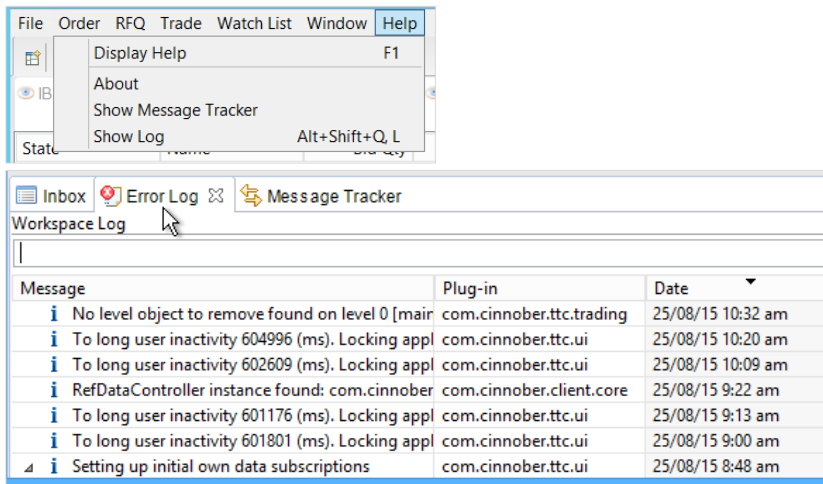 File Order RFQ Trade Watch List Window Help
Display Help F1
About
IB
Show Message Tracker
Show Log Alt+Shift+Q, L
State Name Bid Qty
Inbox Error Log Message Tracker
Workspace Log
Message Plug-in Date
No level object to remove found on level 0 [main com.cinnober.ttc.trading 25/08/15 10:32 am
To long user inactivity 604996 (ms). Locking appl com.cinnober.ttc.ui 25/08/15 10:20 am
To long user inactivity 602609 (ms). Locking appl com.cinnober.ttc.ui 25/08/15 10:09 am
RefDataController instance found: com.cinnober com.cinnober.client.core 25/08/15 9:22 am
To long user inactivity 601176 (ms). Locking appl com.cinnober.ttc.ui 25/08/15 9:13 am
To long user inactivity 601801 (ms). Locking appl com.cinnober.ttc.ui 25/08/15 9:00 am
Setting up initial own data subscriptions com.cinnober.ttc.ui 25/08/15 8:48 am